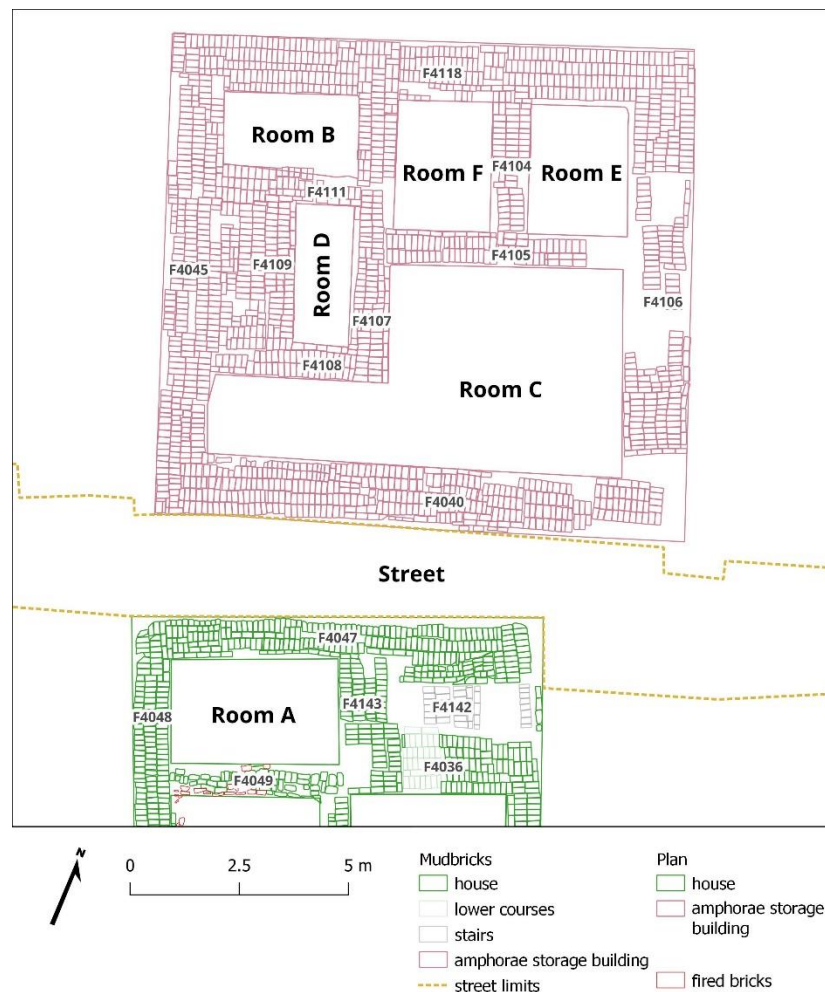 F4118
Room B
Room F
F4104
Room E
F4111
F4105
F4045
F4109
Room D
F4106
F4107
F4108
Room C
F4040
Street
F4047
F4048
Room A
F4143
F4142
F4049
F4036
N
0
2.5
5 m
Mudbricks
house
lower courses
stairs
amphorae storage building
street limits
Plan
house
amphorae storage
building
fired bricks